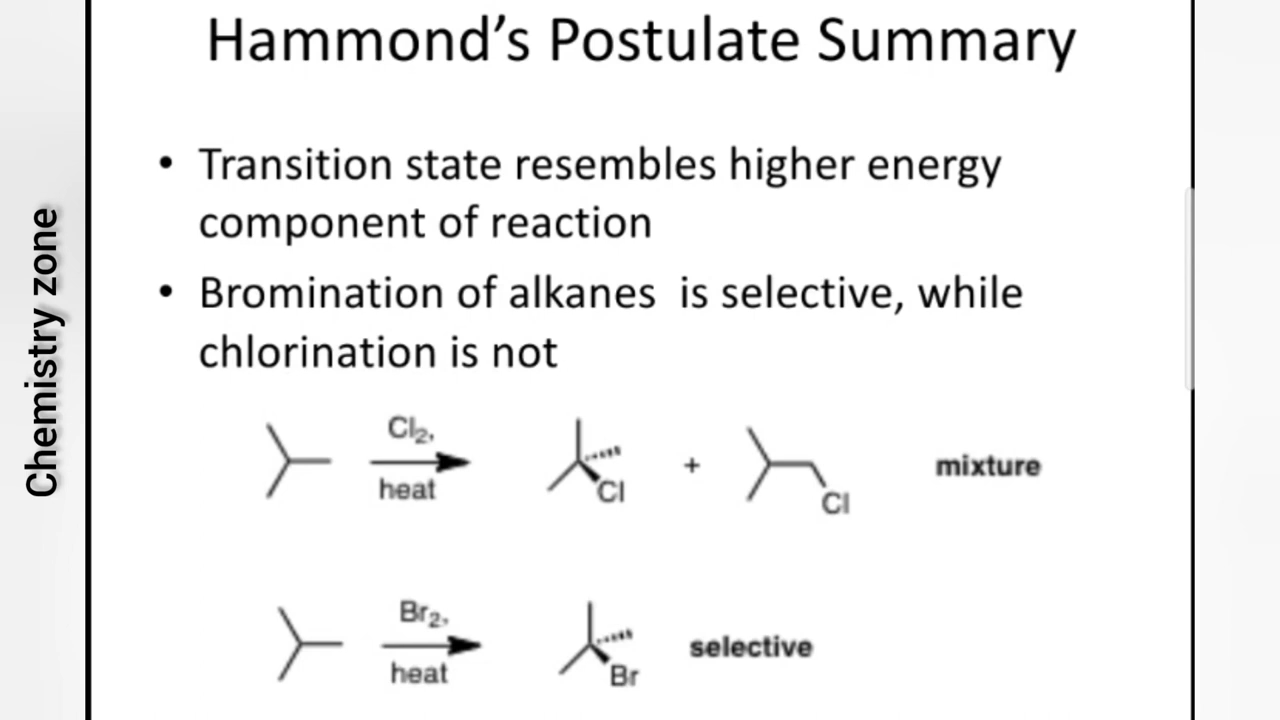 Hammond’s Postulate Summary
• Transition state resembles higher energy
component of reaction
• Bromination of alkanes is selective, while
chlorination is not
Cl₂,
heat
Cl
+
Cl
mixture
Br₂,
heat
Br
selective
Chemistry zone